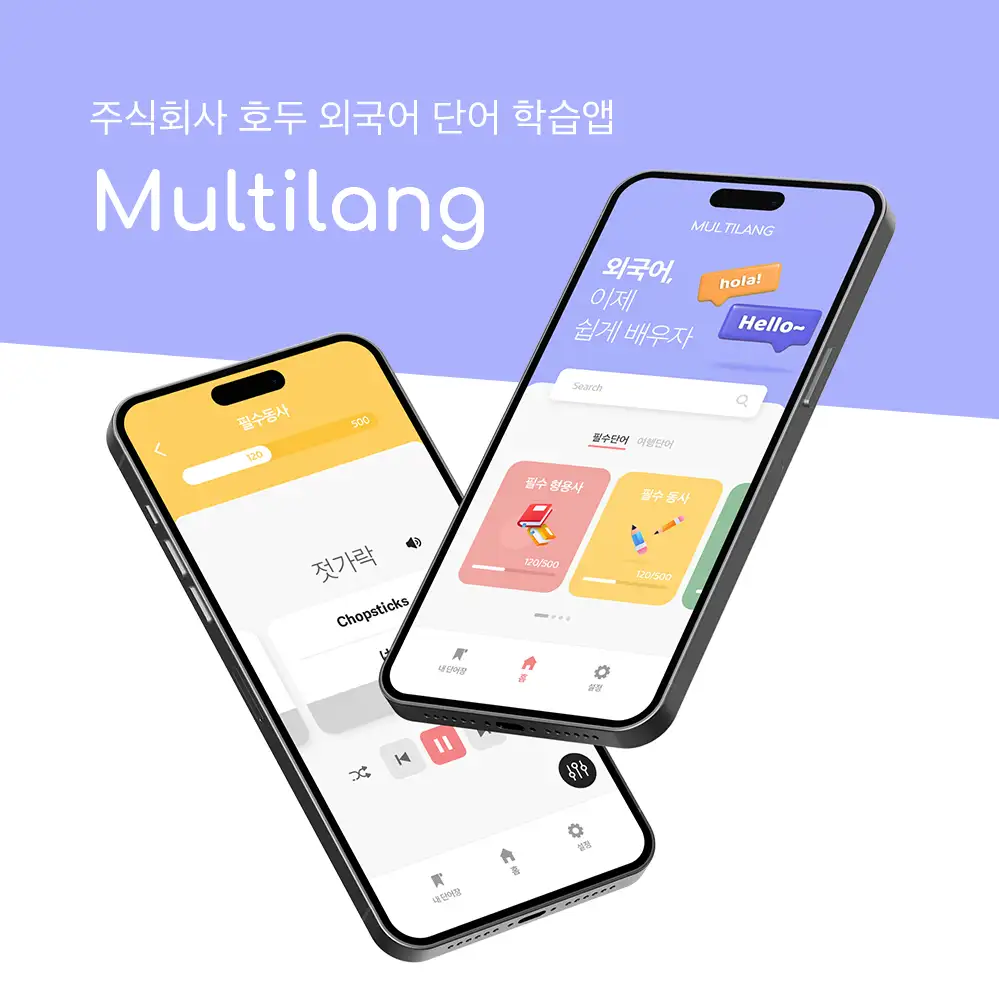 주식회사 호두 외국어 단어 학습앱
Multilang
MULTILANG
외국어,
이제
쉽게 배우자
hola!
Hello~
Search
필수단어 여행단어
필수 형용사
120/500
필수 동사
120/500
내 단어장
홈
설정
필수동사
120
500
젓가락
Chopsticks
내 단어장
홈
설정